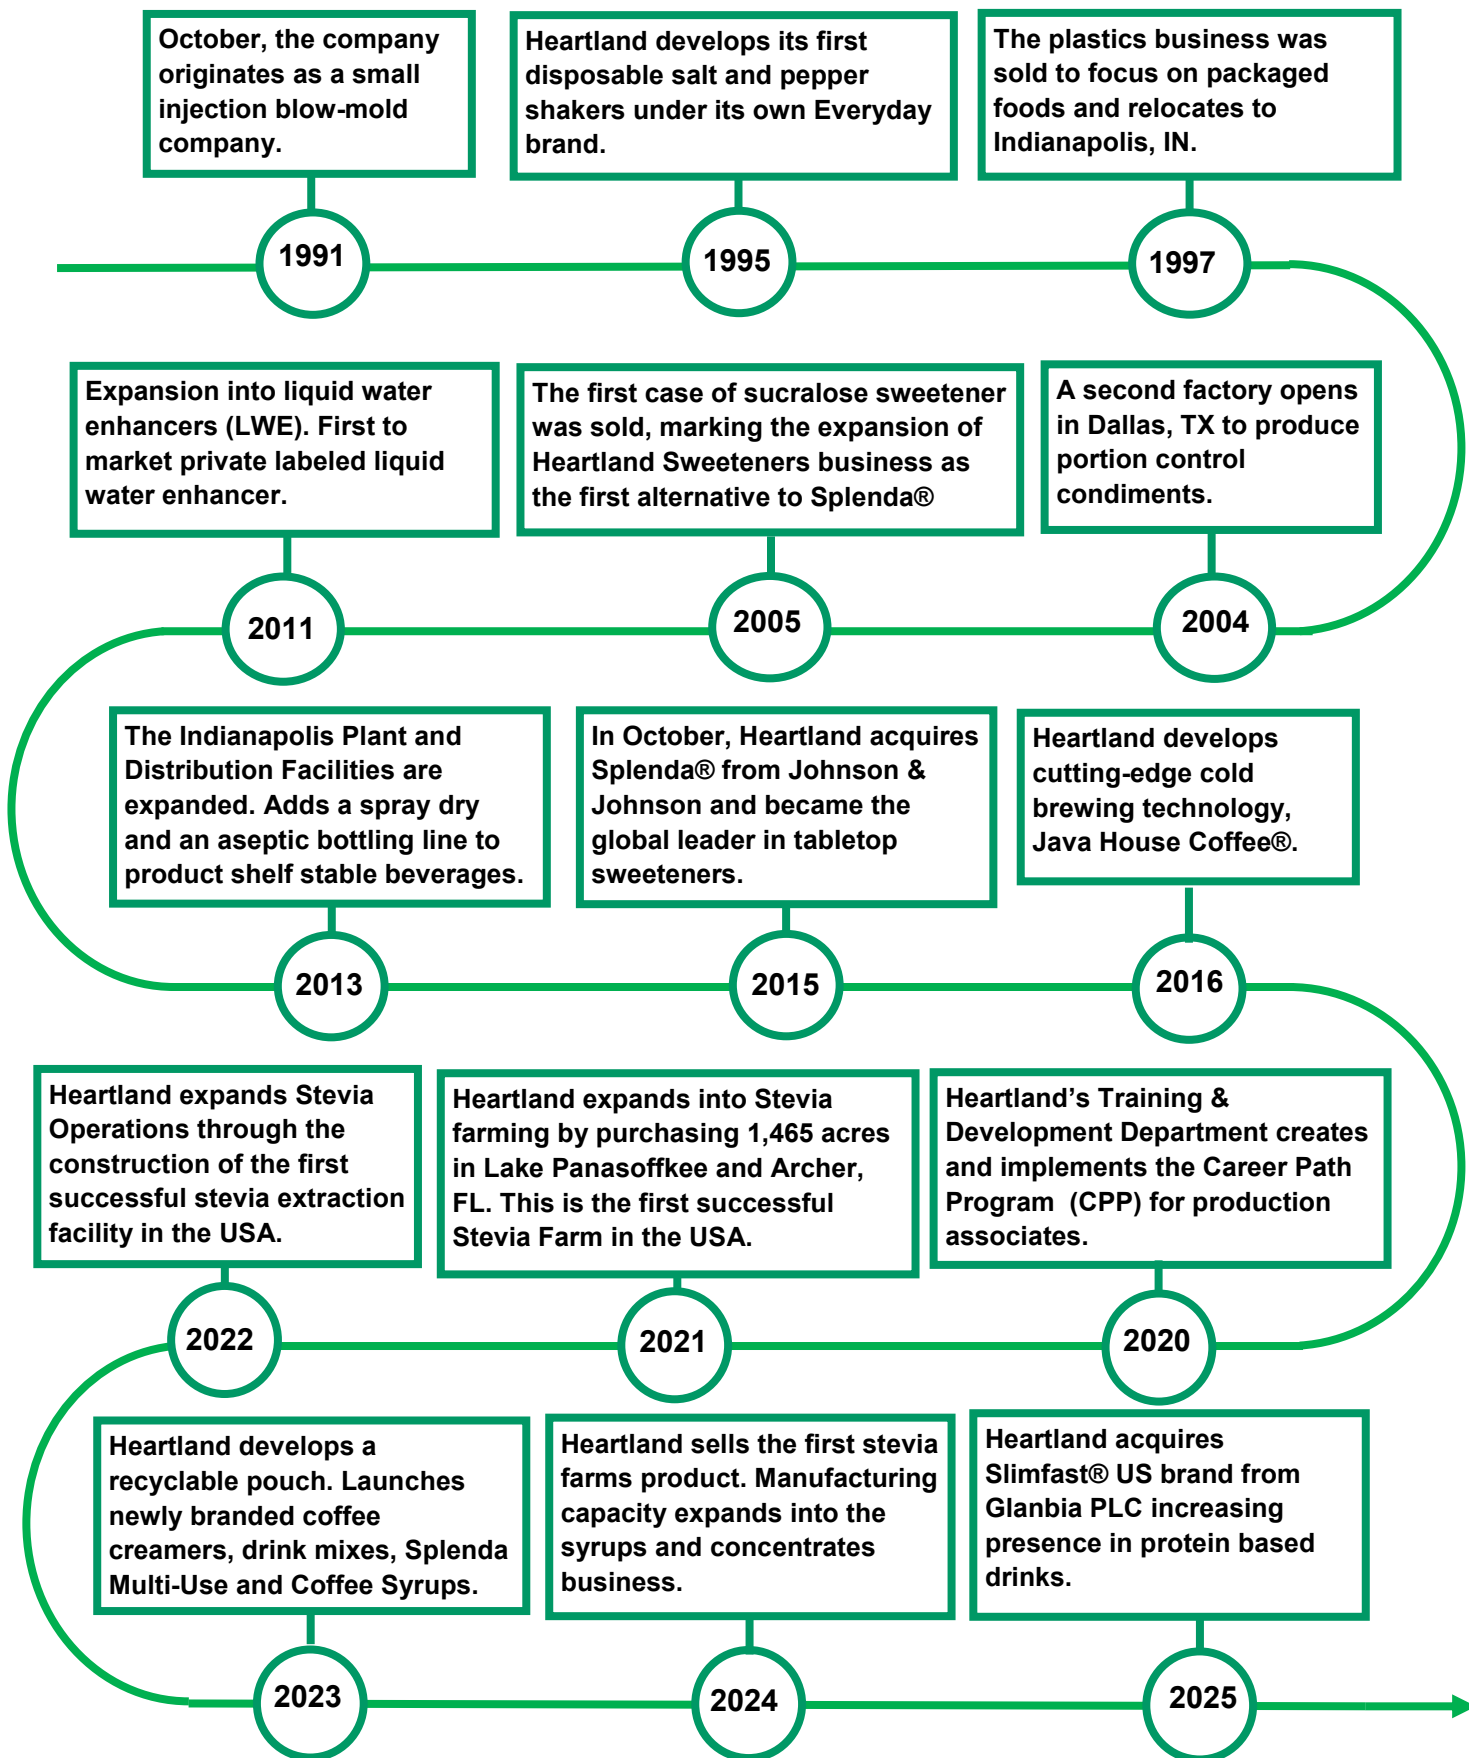 October, the company
originates as a small
injection blow-mold
company.
1991
Heartland develops its first
disposable salt and pepper
shakers under its own Everyday
brand.
1995
The plastics business was
sold to focus on packaged
foods and relocates to
Indianapolis, IN.
1997
A second factory opens
in Dallas, TX to produce
portion control
condiments.
2004
The first case of sucralose sweetener
was sold, marking the expansion of
Heartland Sweeteners business as
the first alternative to Splenda®
2005
Expansion into liquid water
enhancers (LWE). First to
market private labeled liquid
water enhancer.
2011
The Indianapolis Plant and
Distribution Facilities are
expanded. Adds a spray dry
and an aseptic bottling line to
product shelf stable beverages.
2013
In October, Heartland acquires
Splenda® from Johnson &
Johnson and became the
global leader in tabletop
sweeteners.
2015
Heartland develops
cutting-edge cold
brewing technology,
Java House Coffee®.
2016
Heartland’s Training &
Development Department creates
and implements the Career Path
Program  (CPP) for production
associates.
2020
Heartland expands into Stevia
farming by purchasing 1,465 acres
in Lake Panasoffkee and Archer,
FL. This is the first successful
Stevia Farm in the USA.
2021
Heartland expands Stevia
Operations through the
construction of the first
successful stevia extraction
facility in the USA.
2022
Heartland develops a
recyclable pouch. Launches
newly branded coffee
creamers, drink mixes, Splenda
Multi-Use and Coffee Syrups.
2023
Heartland sells the first stevia
farms product. Manufacturing
capacity expands into the
syrups and concentrates
business.
2024
Heartland acquires
Slimfast® US brand from
Glanbia PLC increasing
presence in protein based
drinks.
2025